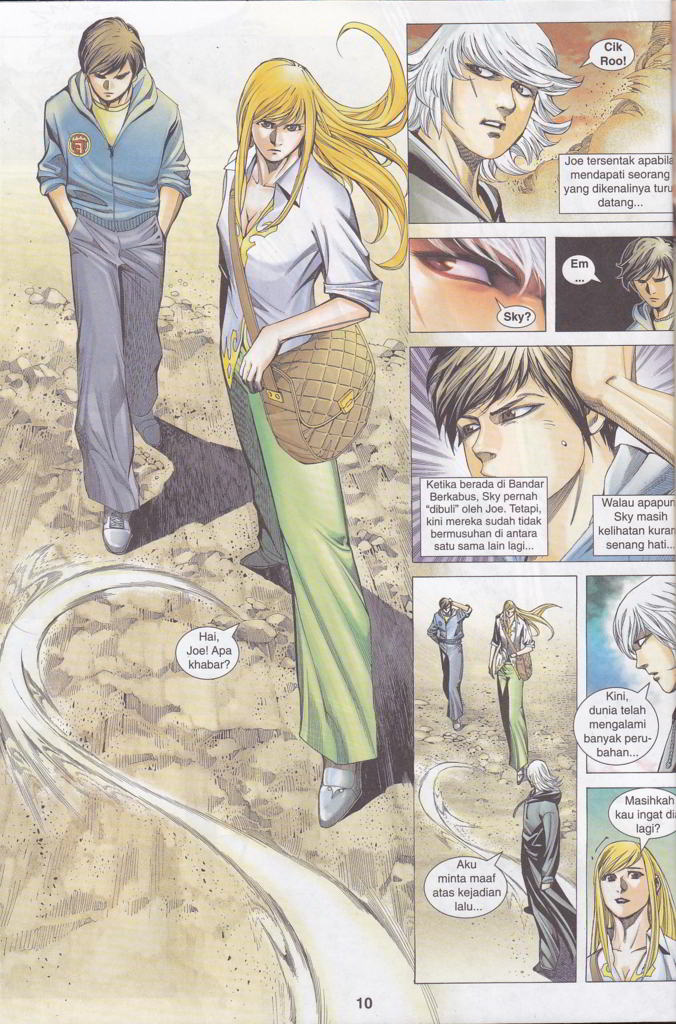 Cik
Roo!
Joe tersentak apabila
mendapati seorang
yang dikenalinya turu
datang...
Sky?
Em
...
Ketika berada di Bandar
Berkabus, Sky pernah
"dibuli" oleh Joe. Tetapi,
kini mereka sudah tidak
bermusuhan di antara
satu sama lain lagi...
Walau apapun
Sky masih
kelihatan kuran
senang hati...
Hai,
Joe! Apa
khabar?
Aku
minta maaf
atas kejadian
lalu...
Kini,
dunia telah
mengalami
banyak peru-
bahan...
Masihkah
kau ingat di
lagi?
10